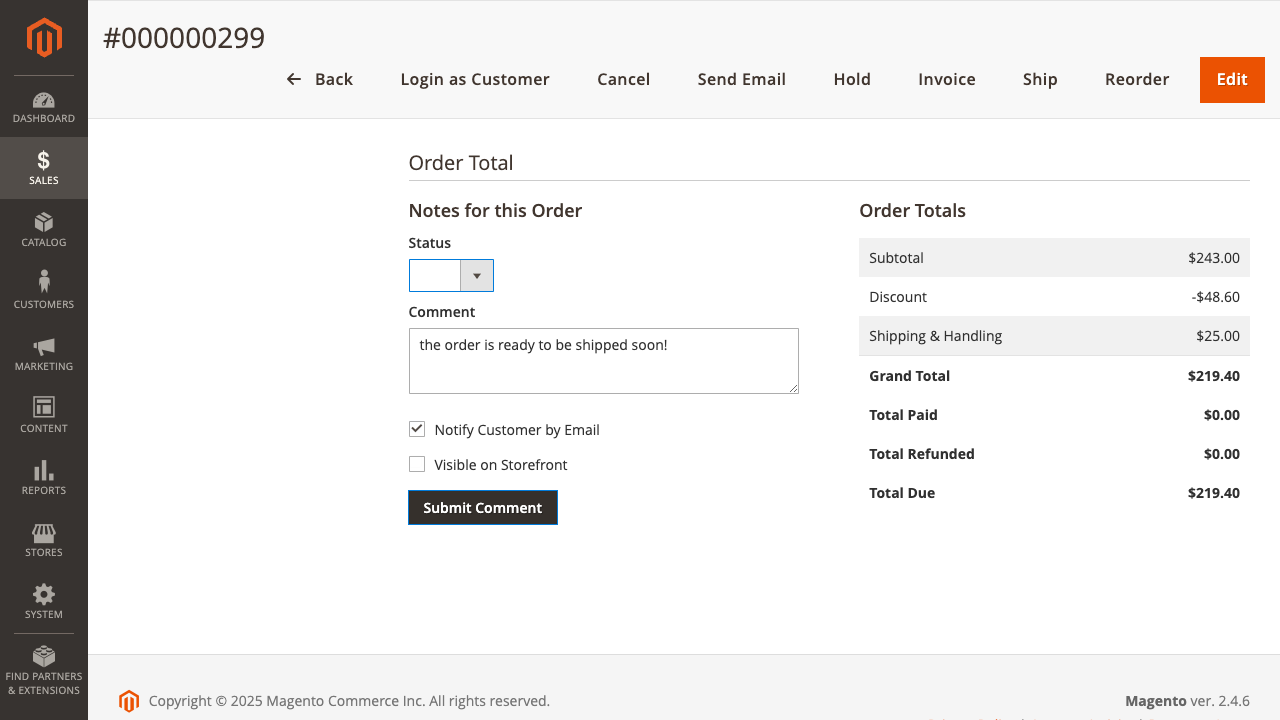 #000000299
Back
Login as Customer
Cancel
Send Email
Hold
Invoice
Ship
Reorder
Edit
DASHBOARD
SALES
CATALOG
CUSTOMERS
MARKETING
CONTENT
REPORTS
STORES
SYSTEM
FIND PARTNERS
& EXTENSIONS
Order Total
Notes for this Order
Status
Comment
the order is ready to be shipped soon!
Notify Customer by Email
Visible on Storefront
Submit Comment
Order Totals
Subtotal $243.00
Discount -$48.60
Shipping & Handling $25.00
Grand Total $219.40
Total Paid $0.00
Total Refunded $0.00
Total Due $219.40
Copyright © 2025 Magento Commerce Inc. All rights reserved.
Magento ver. 2.4.6